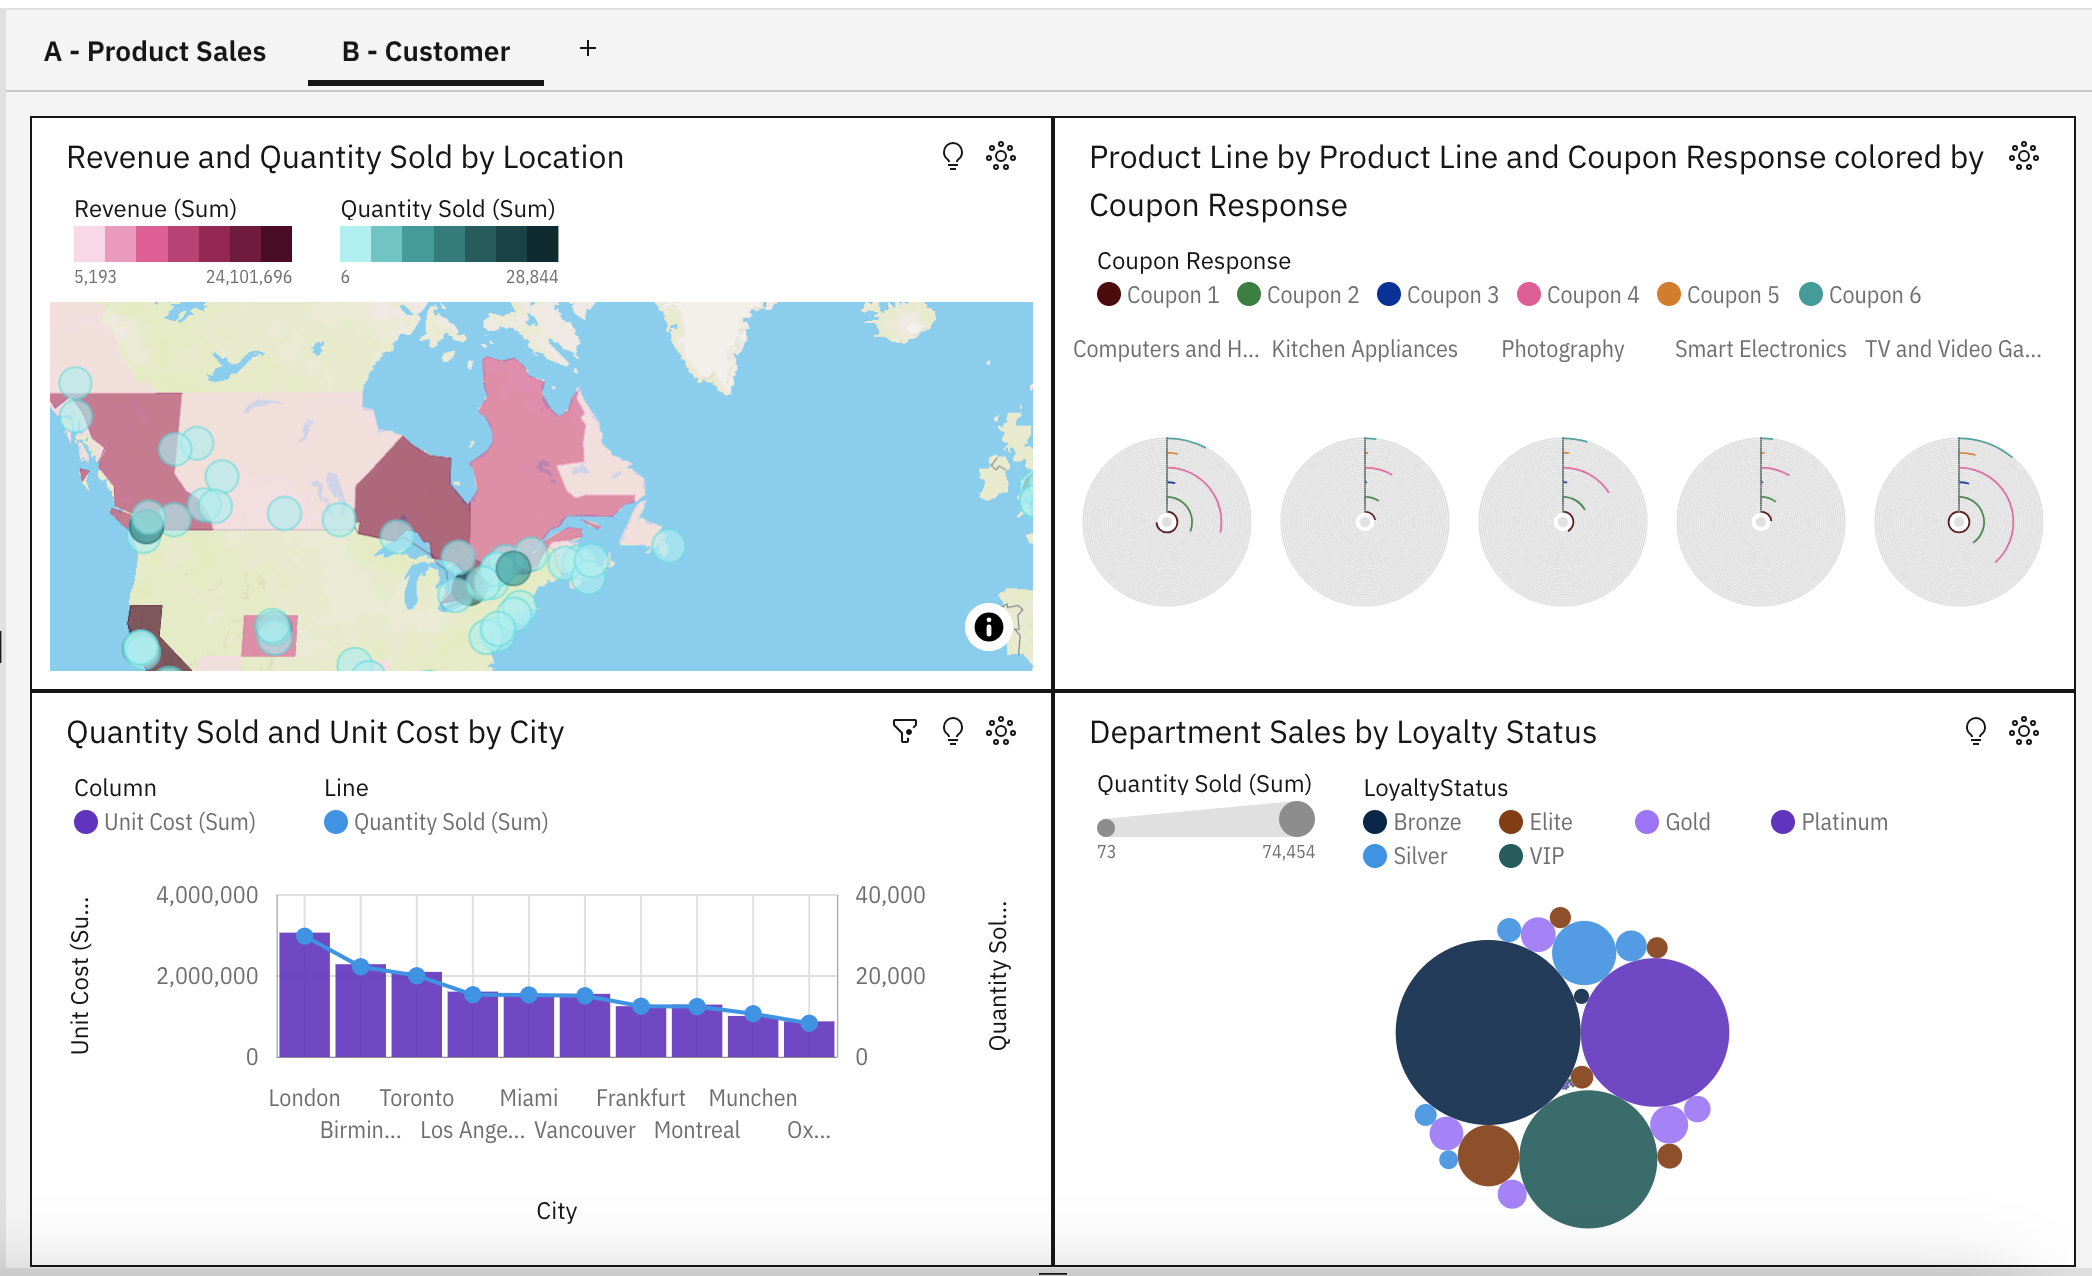 A - Product Sales
B - Customer
+
Revenue and Quantity Sold by Location
Revenue (Sum)
Quantity Sold (Sum)
5,193
24,101,696
6
28,844
Product Line by Product Line and Coupon Response colored by
Coupon Response
Coupon Response
Coupon 1
Coupon 2
Coupon 3
Coupon 4
Coupon 5
Coupon 6
Computers and H...
Kitchen Appliances
Photography
Smart Electronics
TV and Video Ga...
Quantity Sold and Unit Cost by City
Column
Line
Unit Cost (Sum)
Quantity Sold (Sum)
Unit Cost (Su...
4,000,000
2,000,000
0
40,000
20,000
0
Quantity Sol...
London
Toronto
Miami
Frankfurt
Munchen
Birmin...
Los Ange...
Vancouver
Montreal
Ox...
City
Department Sales by Loyalty Status
Quantity Sold (Sum)
73
74,454
LoyaltyStatus
Bronze
Elite
Gold
Platinum
Silver
VIP